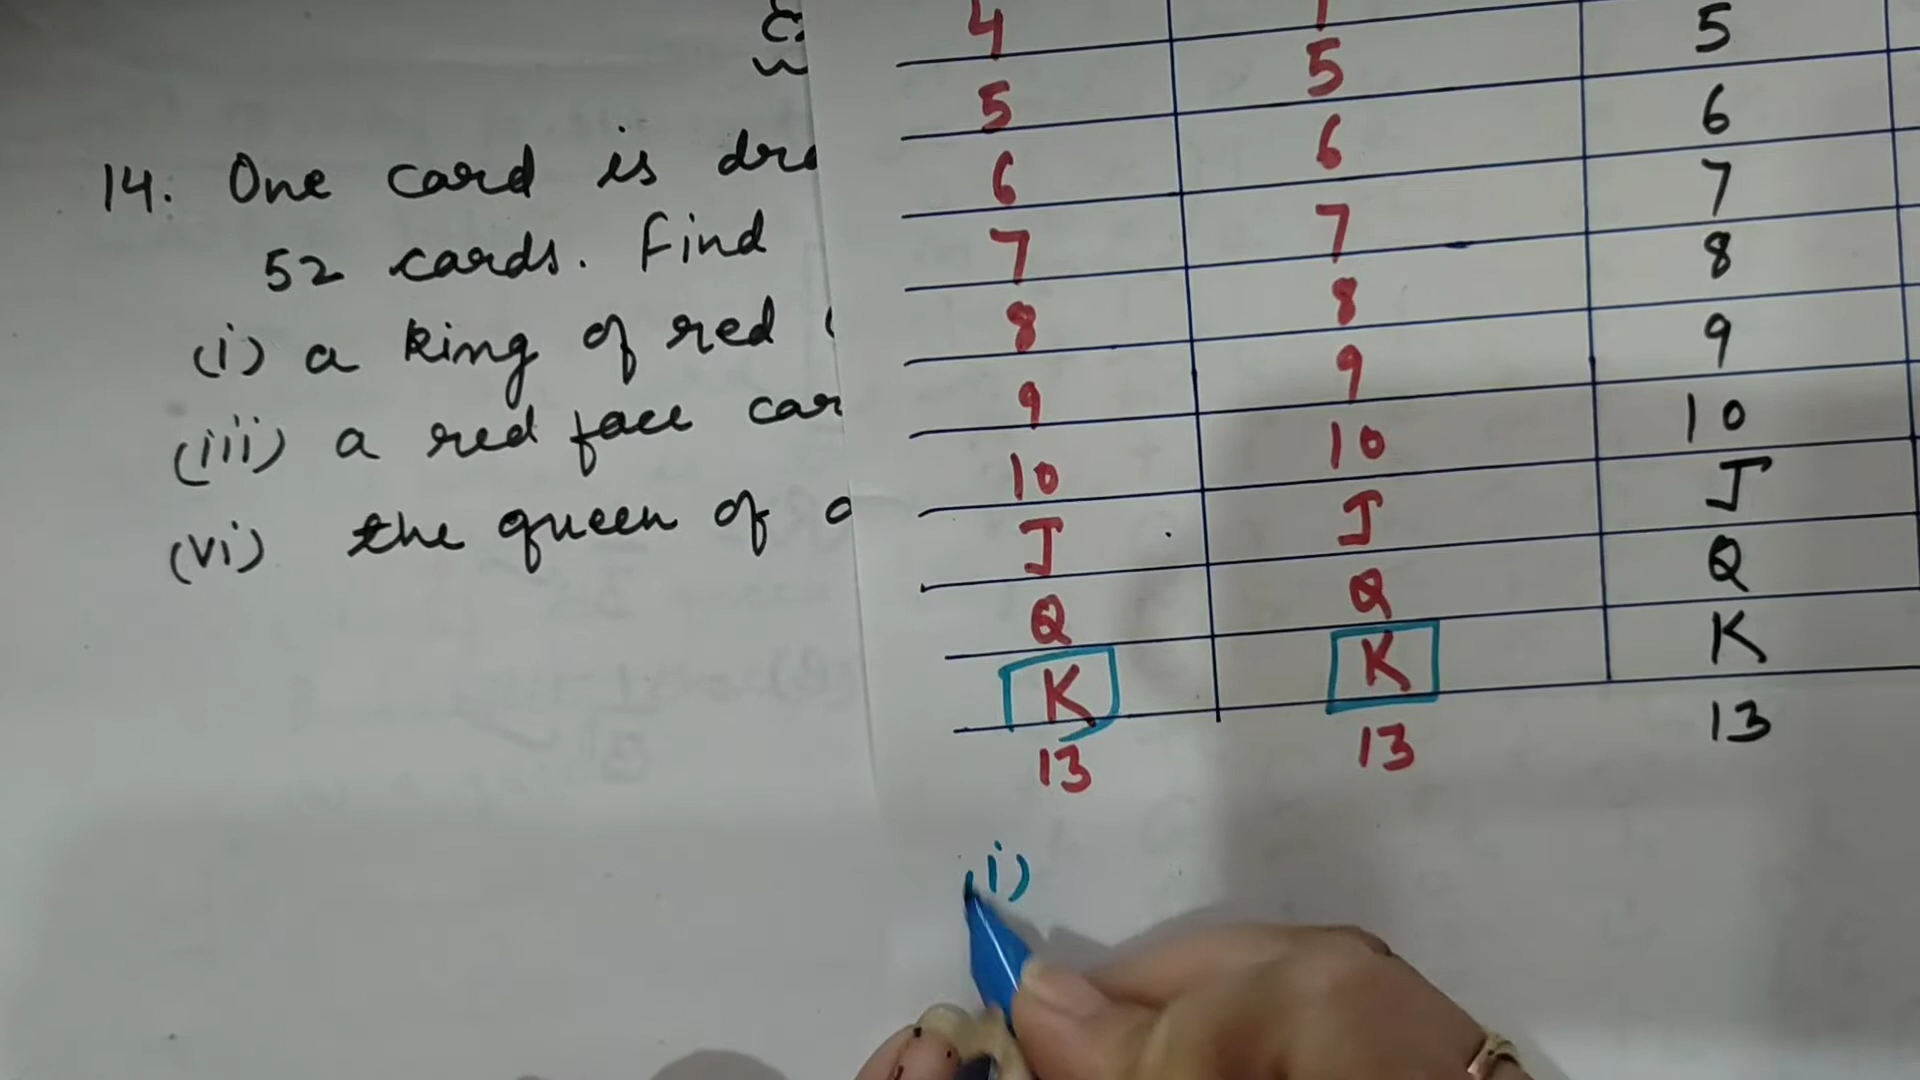 14. One card is
52 cards. Find
(i) a king of red
(iii) a red face
(vi) the queen of
4 5
5 5 6
6 6 7
7 7 8
8 8 9
9 9 10
10 10 J
J J Q
Q Q K
K K 13
13 13
(i)